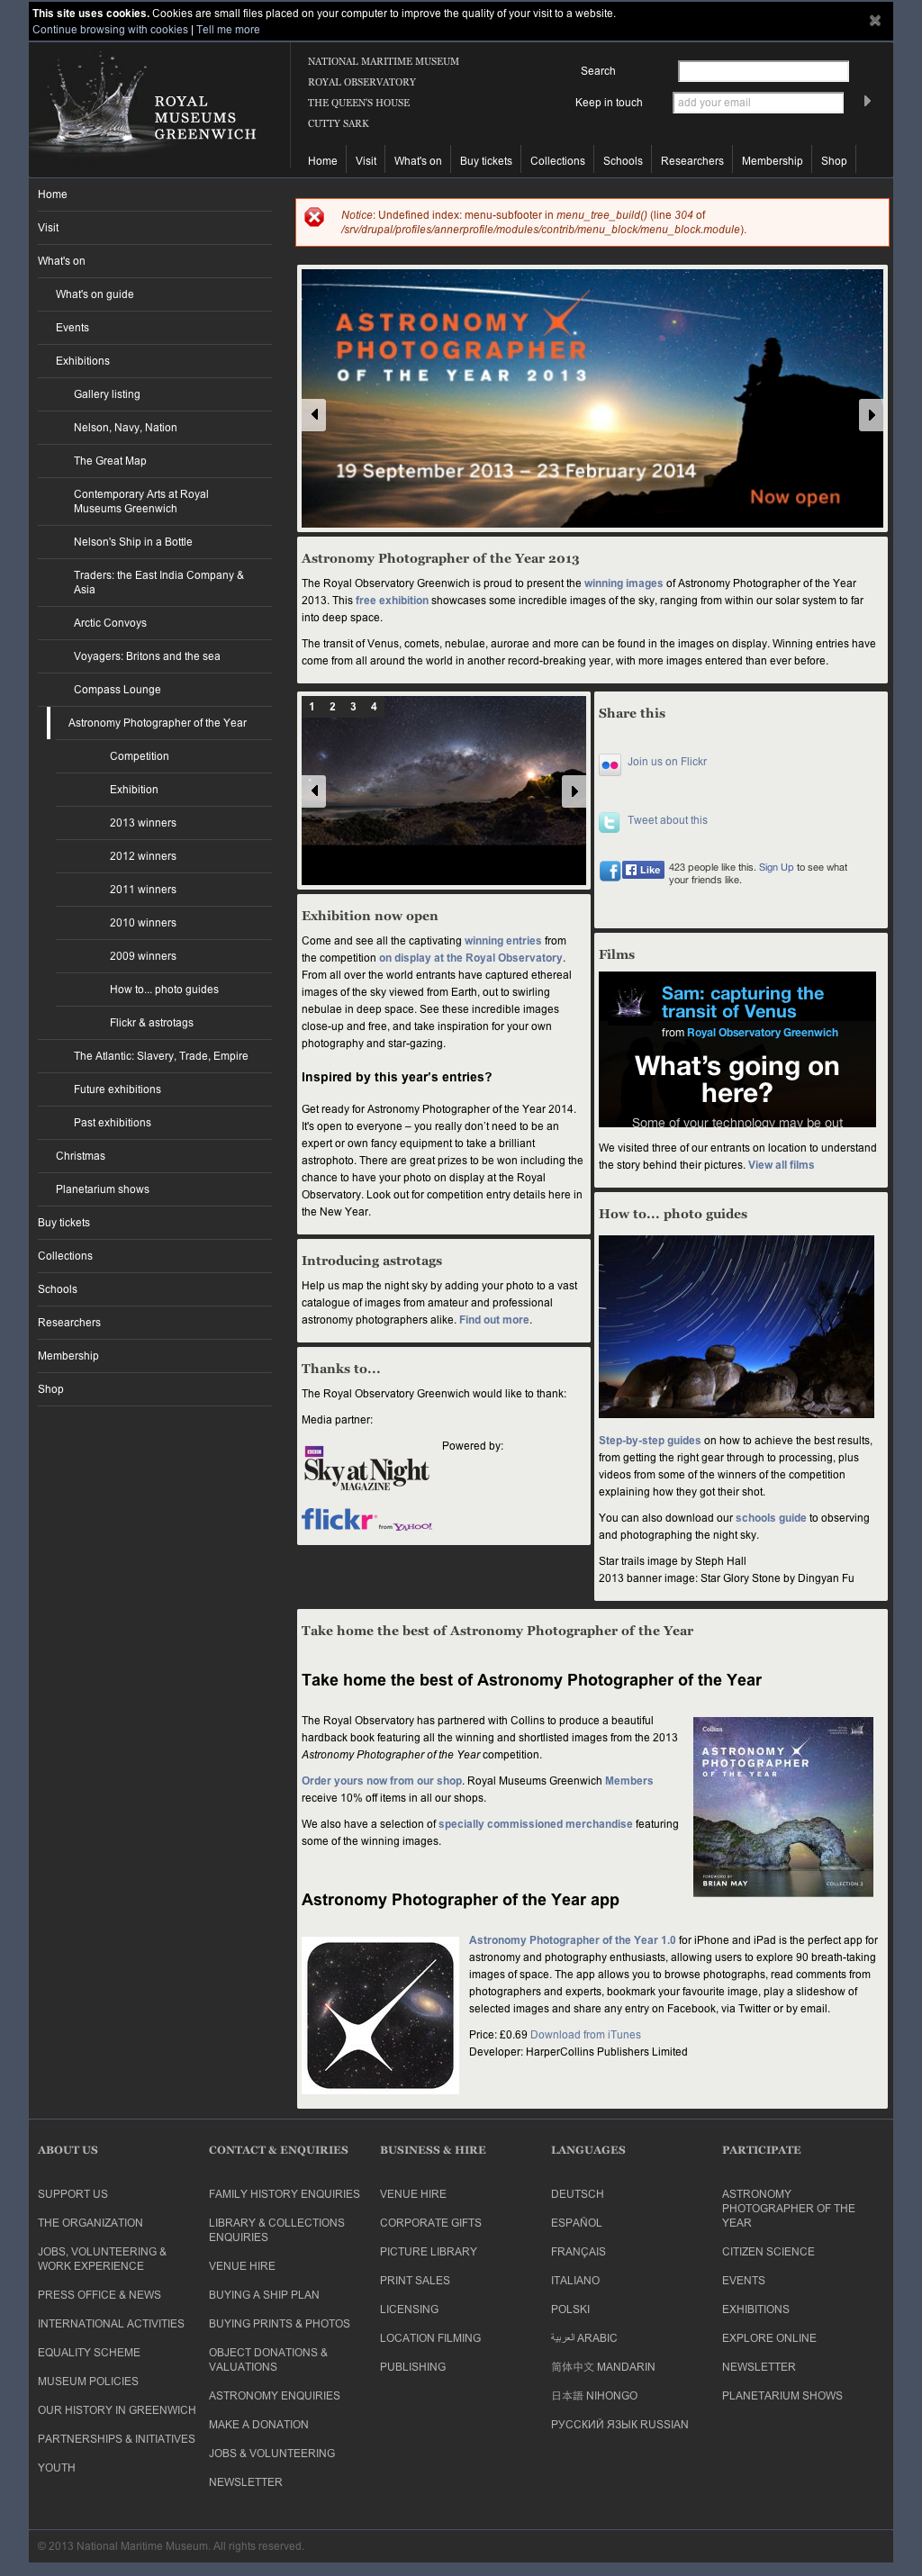 This site uses cookies. Cookies are small files placed on your computer to improve the quality of your visit to a website.
Continue browsing with cookies | Tell me more
ROYAL
MUSEUMS
GREENWICH
NATIONAL MARITIME MUSEUM
ROYAL OBSERVATORY
THE QUEEN'S HOUSE
CUTTY SARK
Search
Keep in touch
add your email
Home
Visit
What's on
Buy tickets
Collections
Schools
Researchers
Membership
Shop
Home
Visit
What's on
What's on guide
Events
Exhibitions
Gallery listing
Nelson, Navy, Nation
The Great Map
Contemporary Arts at Royal
Museums Greenwich
Nelson's Ship in a Bottle
Traders: the East India Company &
Asia
Arctic Convoys
Voyagers: Britons and the sea
Compass Lounge
Astronomy Photographer of the Year
Competition
Exhibition
2013 winners
2012 winners
2011 winners
2010 winners
2009 winners
How to... photo guides
Flickr & astrotags
The Atlantic: Slavery, Trade, Empire
Future exhibitions
Past exhibitions
Christmas
Planetarium shows
Buy tickets
Collections
Schools
Researchers
Membership
Shop
Notice: Undefined index: menu-subfooter in menu_tree_build() (line 304 of
/srv/drupal/profiles/annerprofile/modules/contrib/menu_block/menu_block.module).
ASTRONOMY
PHOTOGRAPHER
OF THE YEAR 2013
19 September 2013 – 23 February 2014
Now open
Astronomy Photographer of the Year 2013
The Royal Observatory Greenwich is proud to present the winning images of Astronomy Photographer of the Year
2013. This free exhibition showcases some incredible images of the sky, ranging from within our solar system to far
into deep space.
The transit of Venus, comets, nebulae, aurorae and more can be found in the images on display. Winning entries have
come from all around the world in another record-breaking year, with more images entered than ever before.
1 2 3 4
Exhibition now open
Come and see all the captivating winning entries from
the competition on display at the Royal Observatory.
From all over the world entrants have captured ethereal
images of the sky viewed from Earth, out to swirling
nebulae in deep space. See these incredible images
close-up and free, and take inspiration for your own
photography and star-gazing.
Inspired by this year's entries?
Get ready for Astronomy Photographer of the Year 2014.
It's open to everyone – you really don't need to be an
expert or own fancy equipment to take a brilliant
astrophoto. There are great prizes to be won including the
chance to have your photo on display at the Royal
Observatory. Look out for competition entry details here in
the New Year.
Introducing astrotags
Help us map the night sky by adding your photo to a vast
catalogue of images from amateur and professional
astronomy photographers alike. Find out more.
Thanks to...
The Royal Observatory Greenwich would like to thank:
Media partner:
BBC
Sky at Night
MAGAZINE
Powered by:
flickr from YAHOO!
Share this
Join us on Flickr
Tweet about this
Like 423 people like this. Sign Up to see what
your friends like.
Films
Sam: capturing the
transit of Venus
from Royal Observatory Greenwich
What's going on
here?
Some of your technology may be out
We visited three of our entrants on location to understand
the story behind their pictures. View all films
How to... photo guides
Step-by-step guides on how to achieve the best results,
from getting the right gear through to processing, plus
videos from some of the winners of the competition
explaining how they got their shot.
You can also download our schools guide to observing
and photographing the night sky.
Star trails image by Steph Hall
2013 banner image: Star Glory Stone by Dingyan Fu
Take home the best of Astronomy Photographer of the Year
Take home the best of Astronomy Photographer of the Year
The Royal Observatory has partnered with Collins to produce a beautiful
hardback book featuring all the winning and shortlisted images from the 2013
Astronomy Photographer of the Year competition.
Order yours now from our shop. Royal Museums Greenwich Members
receive 10% off items in all our shops.
We also have a selection of specially commissioned merchandise featuring
some of the winning images.
Collins
ASTRONOMY
PHOTOGRAPHER
OF THE YEAR
FOREWORD BY
BRIAN MAY
COLLECTION 2
Astronomy Photographer of the Year app
Astronomy Photographer of the Year 1.0 for iPhone and iPad is the perfect app for
astronomy and photography enthusiasts, allowing users to explore 90 breath-taking
images of space. The app allows you to browse photographs, read comments from
photographers and experts, bookmark your favourite image, play a slideshow of
selected images and share any entry on Facebook, via Twitter or by email.
Price: £0.69 Download from iTunes
Developer: HarperCollins Publishers Limited
ABOUT US
SUPPORT US
THE ORGANIZATION
JOBS, VOLUNTEERING &
WORK EXPERIENCE
PRESS OFFICE & NEWS
INTERNATIONAL ACTIVITIES
EQUALITY SCHEME
MUSEUM POLICIES
OUR HISTORY IN GREENWICH
PARTNERSHIPS & INITIATIVES
YOUTH
CONTACT & ENQUIRIES
FAMILY HISTORY ENQUIRIES
LIBRARY & COLLECTIONS
ENQUIRIES
VENUE HIRE
BUYING A SHIP PLAN
BUYING PRINTS & PHOTOS
OBJECT DONATIONS &
VALUATIONS
ASTRONOMY ENQUIRIES
MAKE A DONATION
JOBS & VOLUNTEERING
NEWSLETTER
BUSINESS & HIRE
VENUE HIRE
CORPORATE GIFTS
PICTURE LIBRARY
PRINT SALES
LICENSING
LOCATION FILMING
PUBLISHING
LANGUAGES
DEUTSCH
ESPAÑOL
FRANÇAIS
ITALIANO
POLSKI
العربية ARABIC
简体中文 MANDARIN
日本語 NIHONGO
РУССКИЙ ЯЗЫК RUSSIAN
PARTICIPATE
ASTRONOMY
PHOTOGRAPHER OF THE
YEAR
CITIZEN SCIENCE
EVENTS
EXHIBITIONS
EXPLORE ONLINE
NEWSLETTER
PLANETARIUM SHOWS
© 2013 National Maritime Museum. All rights reserved.